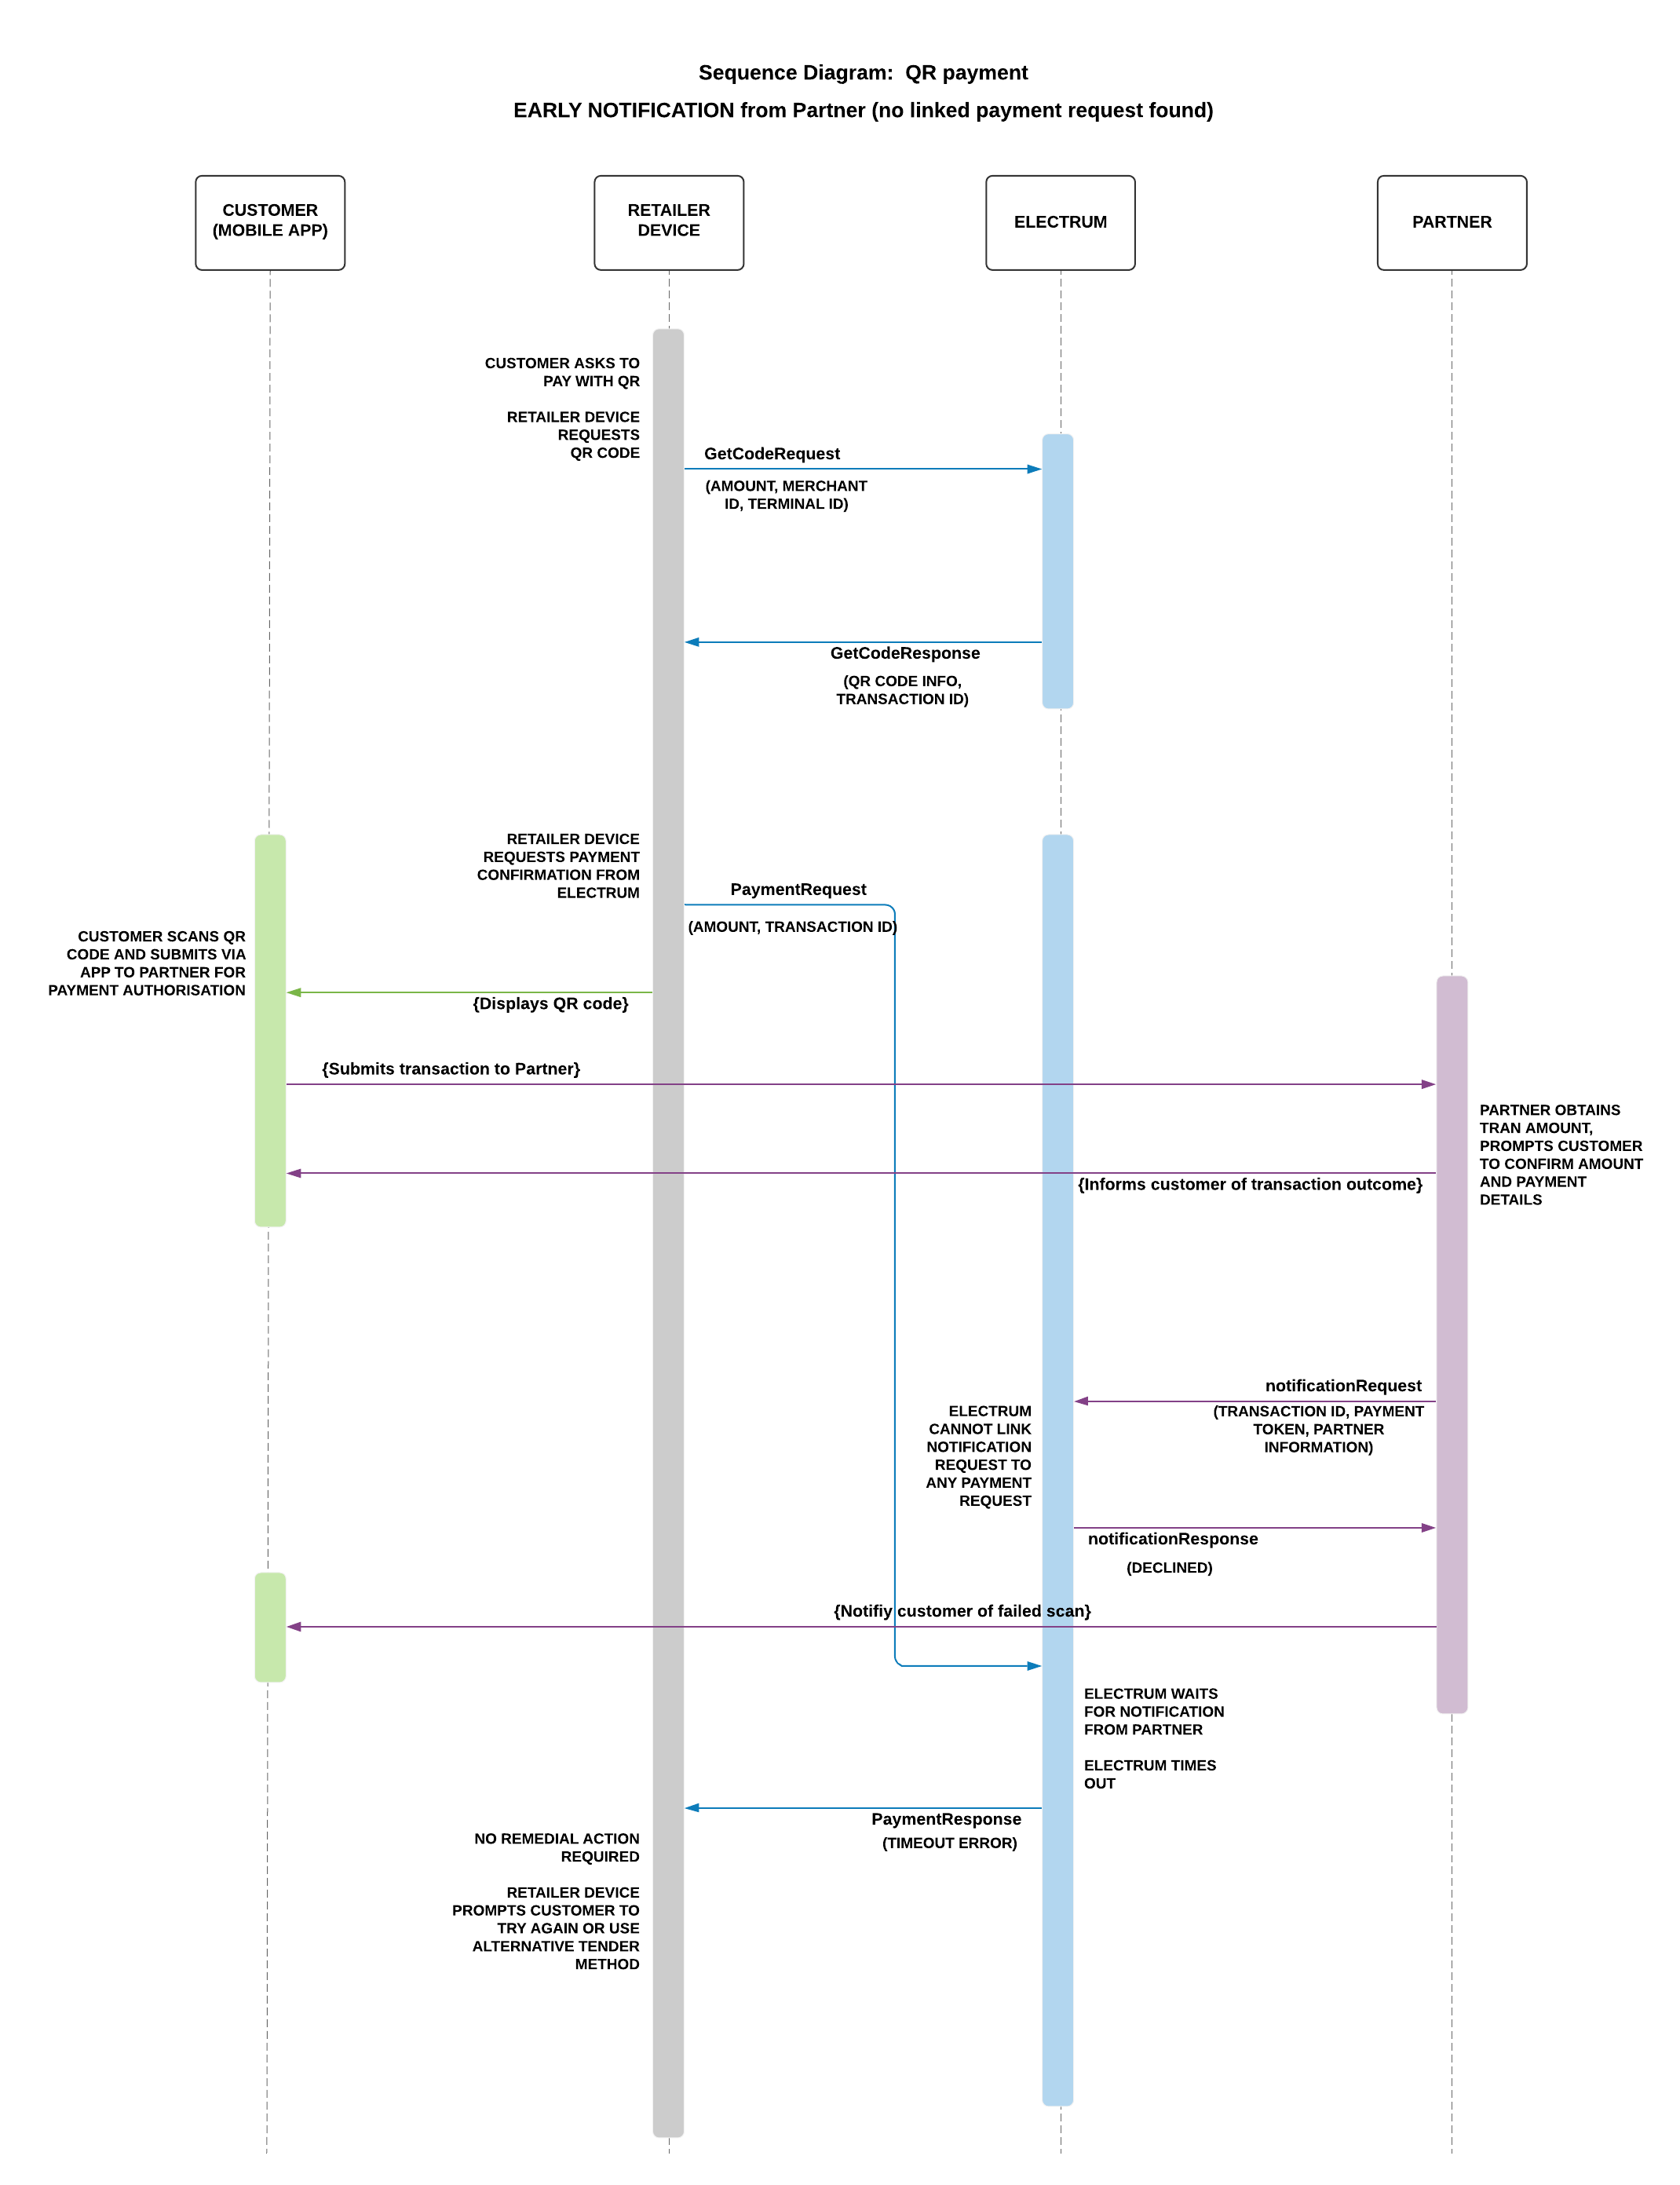 Sequence Diagram:  QR payment
EARLY NOTIFICATION from Partner (no linked payment request found)
CUSTOMER
(MOBILE APP)
RETAILER
DEVICE
ELECTRUM
PARTNER
CUSTOMER ASKS TO
PAY WITH QR
RETAILER DEVICE
REQUESTS
QR CODE
GetCodeRequest
(AMOUNT, MERCHANT
ID, TERMINAL ID)
GetCodeResponse
(QR CODE INFO,
TRANSACTION ID)
RETAILER DEVICE
REQUESTS PAYMENT
CONFIRMATION FROM
ELECTRUM
PaymentRequest
(AMOUNT, TRANSACTION ID)
CUSTOMER SCANS QR
CODE AND SUBMITS VIA
APP TO PARTNER FOR
PAYMENT AUTHORISATION
{Displays QR code}
{Submits transaction to Partner}
PARTNER OBTAINS
TRAN AMOUNT,
PROMPTS CUSTOMER
TO CONFIRM AMOUNT
AND PAYMENT
DETAILS
{Informs customer of transaction outcome}
notificationRequest
(TRANSACTION ID, PAYMENT
TOKEN, PARTNER
INFORMATION)
ELECTRUM
CANNOT LINK
NOTIFICATION
REQUEST TO
ANY PAYMENT
REQUEST
notificationResponse
(DECLINED)
{Notifiy customer of failed scan}
ELECTRUM WAITS
FOR NOTIFICATION
FROM PARTNER
ELECTRUM TIMES
OUT
PaymentResponse
(TIMEOUT ERROR)
NO REMEDIAL ACTION
REQUIRED
RETAILER DEVICE
PROMPTS CUSTOMER TO
TRY AGAIN OR USE
ALTERNATIVE TENDER
METHOD